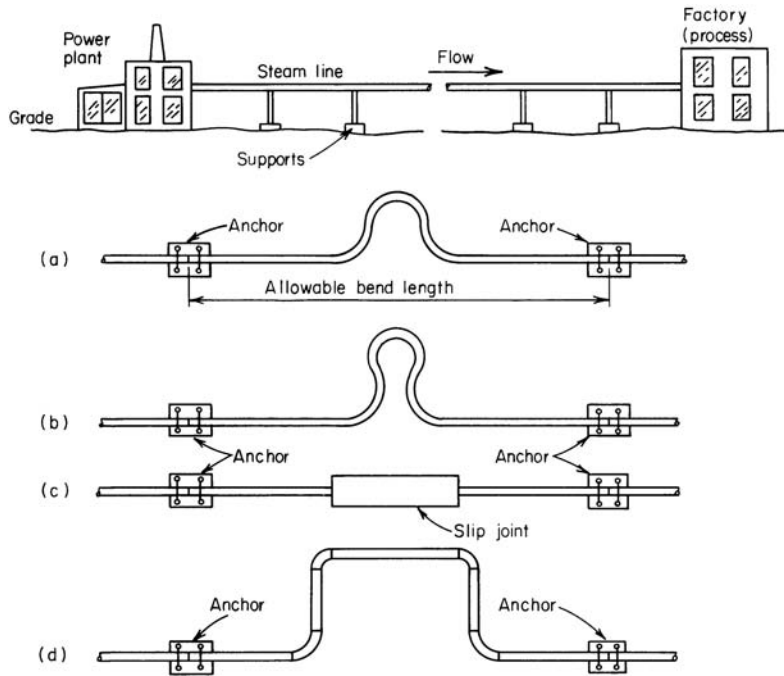 Factory
(process)
Power
plant
Flow
Steam line
Grade
Supports
Anchor
Anchor
(a)
Allowable bend length
(b)
Anchor
Anchor
(c)
Slip joint
Anchor
Anchor
(d)